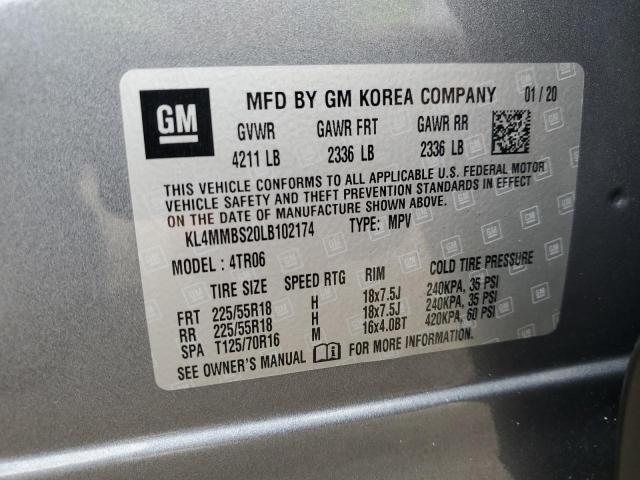 GM MFD BY GM KOREA COMPANY 01/20
GVWR GAWR FRT GAWR RR
4211 LB 2336 LB 2336 LB
THIS VEHICLE CONFORMS TO ALL APPLICABLE U.S. FEDERAL MOTOR
VEHICLE SAFETY AND THEFT PREVENTION STANDARDS IN EFFECT
ON THE DATE OF MANUFACTURE SHOWN ABOVE.
KL4MMBS20LB102174 TYPE: MPV
MODEL: 4TR06
TIRE SIZE SPEED RTG RIM COLD TIRE PRESSURE
FRT 225/55R18 H 18x7.5J 240KPA, 35 PSI
RR 225/55R18 H 18x7.5J 240KPA, 35 PSI
SPA T125/70R16 M 16x4.0BT 420KPA, 60 PSI
SEE OWNER'S MANUAL FOR MORE INFORMATION.